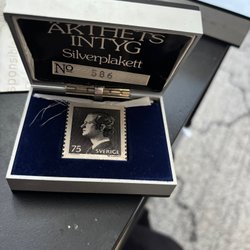 ÄKTHETS
INTYG
Silverplakett
No 586
75
SVERIGE